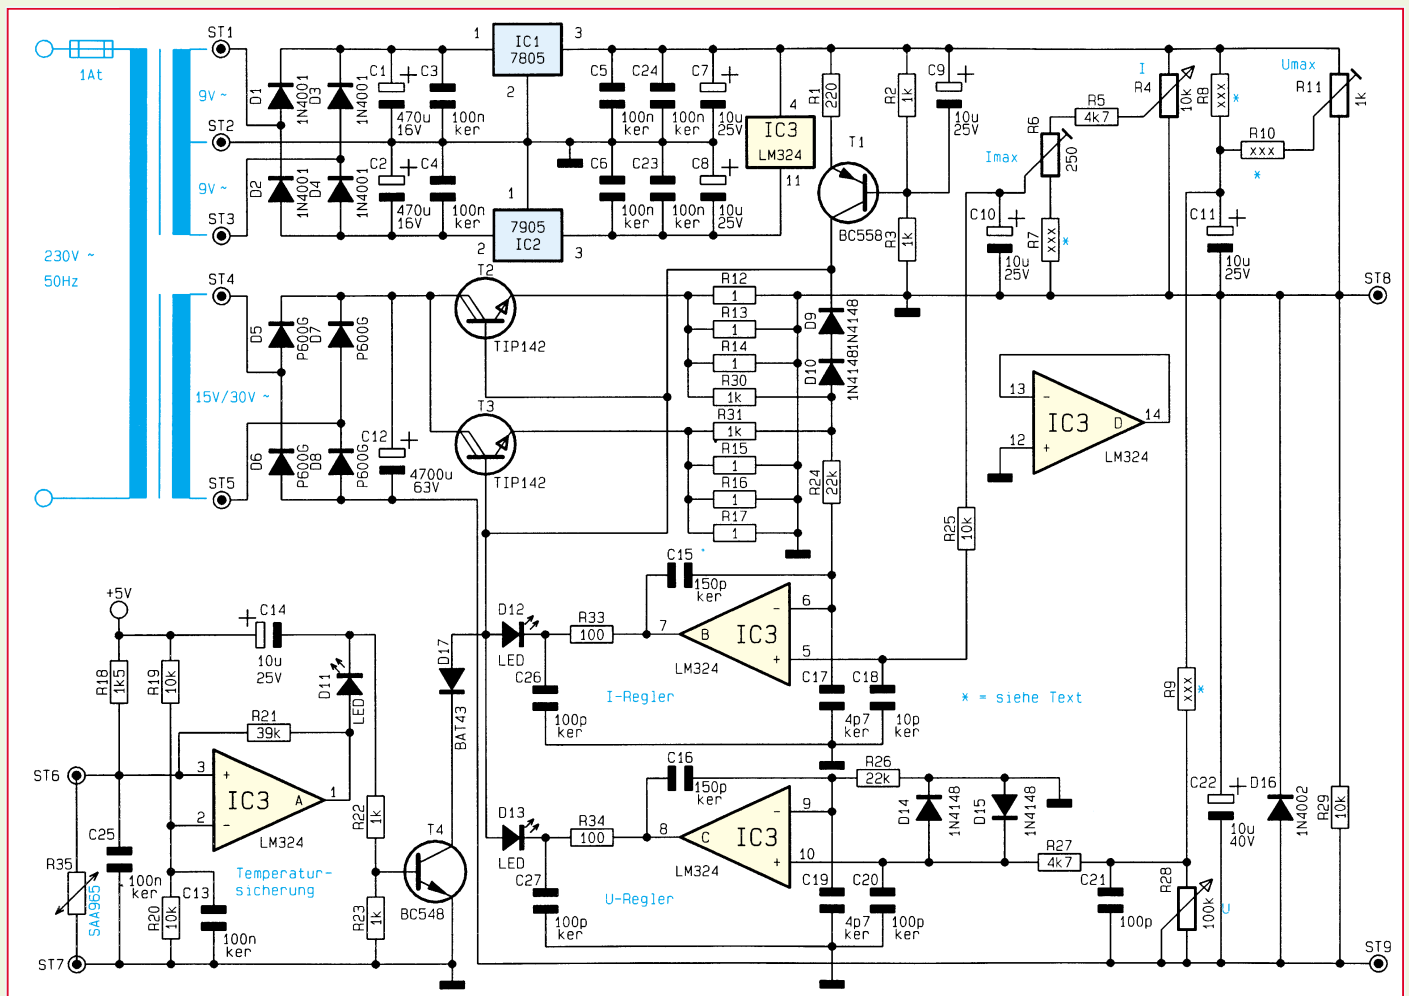 ST1
1At
9V ~
ST2
9V ~
ST3
230V ~
50Hz
ST4
15V/30V ~
ST5
D1
1N4001
D3
1N4001
D2
1N4001
D4
1N4001
C1
+
470u
16V
C3
100n
ker
C2
+
470u
16V
C4
100n
ker
1
IC1
7805
3
2
1
7905
IC2
2
3
C5
100n
ker
C24
100n
ker
C7
+
10u
25V
C6
100n
ker
C23
100n
ker
C8
+
10u
25V
4
IC3
LM324
11
R1
220
T1
BC558
R2
1k
R3
1k
C9
+
10u
25V
C10
+
10u
25V
Imax
R6
250
R7
xxx
*
R5
4k7
I
R4
10k
R8
xxx
*
R10
xxx
*
Umax
R11
1k
C11
+
10u
25V
ST8
D5
P600G
D7
P600G
D6
P600G
D8
P600G
C12
+
4700u
63V
T2
TIP142
T3
TIP142
R12
1
R13
1
R14
1
R30
1k
R31
1k
R15
1
R16
1
R17
1
D9
1N4148
D10
1N4148
R24
22k
R25
10k
13
-
12
+
IC3
D
14
LM324
+5V
R18
1k5
R19
10k
C14
+
10u
25V
D11
LED
R21
39k
ST6
3
+
2
-
IC3
A
1
LM324
R35
SAA965
C25
100n
ker
R20
10k
C13
100n
ker
Temperatur-
sicherung
R22
1k
R23
1k
T4
BC548
ST7
D17
BAT43
D12
LED
C26
100p
ker
R33
100
C15
150p
ker
7
B
IC3
-
6
+
5
LM324
I-Regler
C17
4p7
ker
C18
10p
ker
* = siehe Text
R9
xxx
*
D13
LED
C27
100p
ker
R34
100
C16
150p
ker
8
C
IC3
-
9
+
10
LM324
U-Regler
C19
4p7
ker
C20
100p
ker
R26
22k
D14
1N4148
D15
1N4148
R27
4k7
C21
100p
R28
100k
U
C22
+
10u
40V
D16
1N4002
R29
10k
ST9